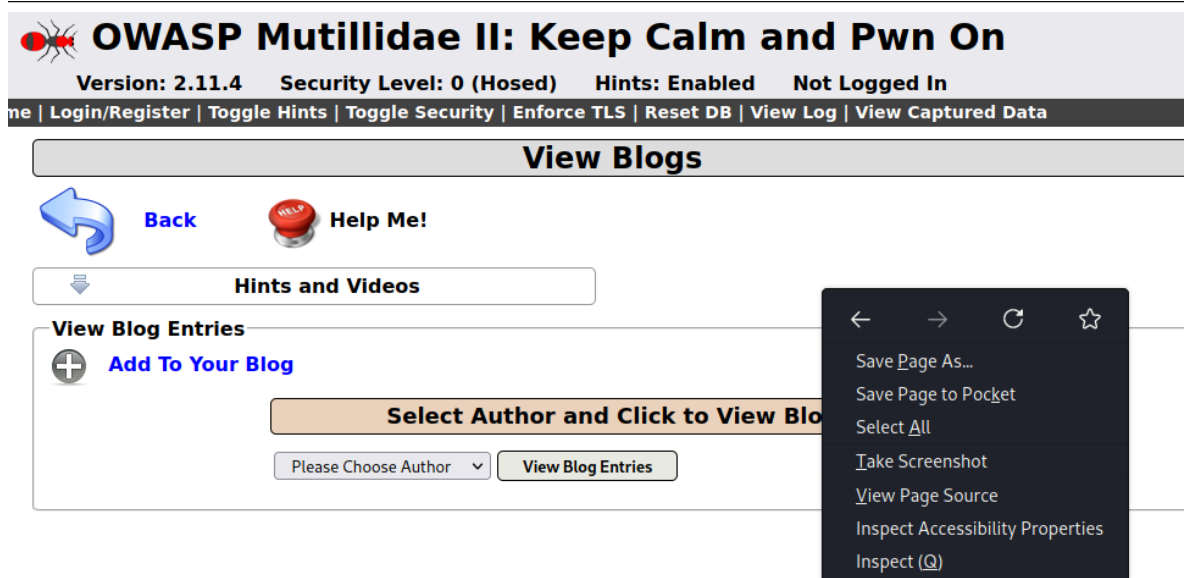 OWASP Mutillidae II: Keep Calm and Pwn On
Version: 2.11.4 Security Level: 0 (Hosed) Hints: Enabled Not Logged In
me | Login/Register | Toggle Hints | Toggle Security | Enforce TLS | Reset DB | View Log | View Captured Data
View Blogs
Back
HELP
Help Me!
Hints and Videos
View Blog Entries
Add To Your Blog
Select Author and Click to View Blo
Please Choose Author
View Blog Entries
Save Page As...
Save Page to Pocket
Select All
Take Screenshot
View Page Source
Inspect Accessibility Properties
Inspect (Q)